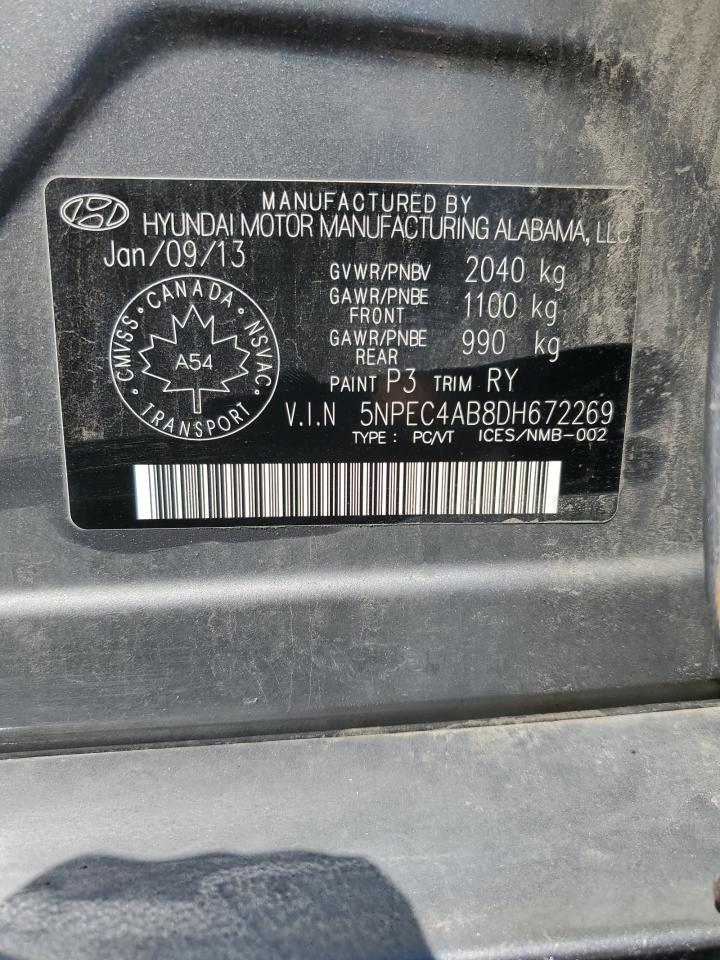 MANUFACTURED BY
HYUNDAI MOTOR MANUFACTURING ALABAMA, LLC
Jan/09/13
GVWR/PNBV 2040 kg
GAWR/PNBE FRONT 1100 kg
GAWR/PNBE REAR 990 kg
PAINT P3 TRIM RY
CANADA
CMVSS NSVAC
A54
TRANSPORT
V.I.N 5NPEC4AB8DH672269
TYPE : PC/VT ICES/NMB-002